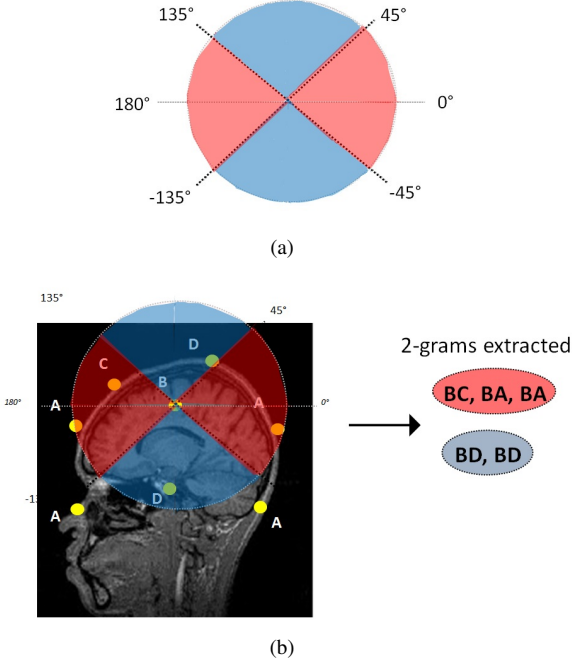 135° 45°
180° 0°
-135° -45°
(a)
135° 45°
D
2-grams extracted
C
B
BC, BA, BA
A A
180° 0°
BD, BD
D
A A
(b)